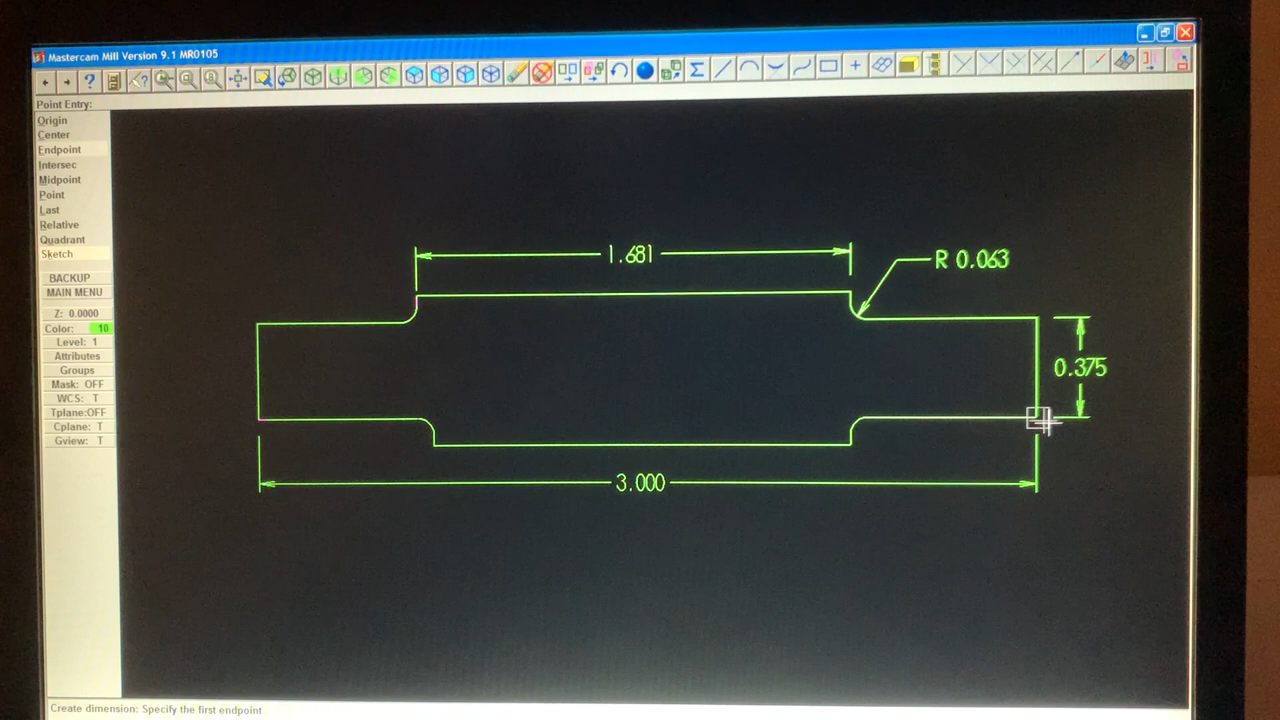 Mastercam Mill Version 9.1 MR0105
Point Entry:
Origin
Center
Endpoint
Intersec
Midpoint
Point
Last
Relative
Quadrant
Sketch
BACKUP
MAIN MENU
Z: 0.0000
Color: 10
Level: 1
Attributes
Groups
Mask: OFF
WCS: T
Tplane:OFF
Cplane: T
Gview: T
1.681
R 0.063
0.375
3.000
Create dimension: Specify the first endpoint